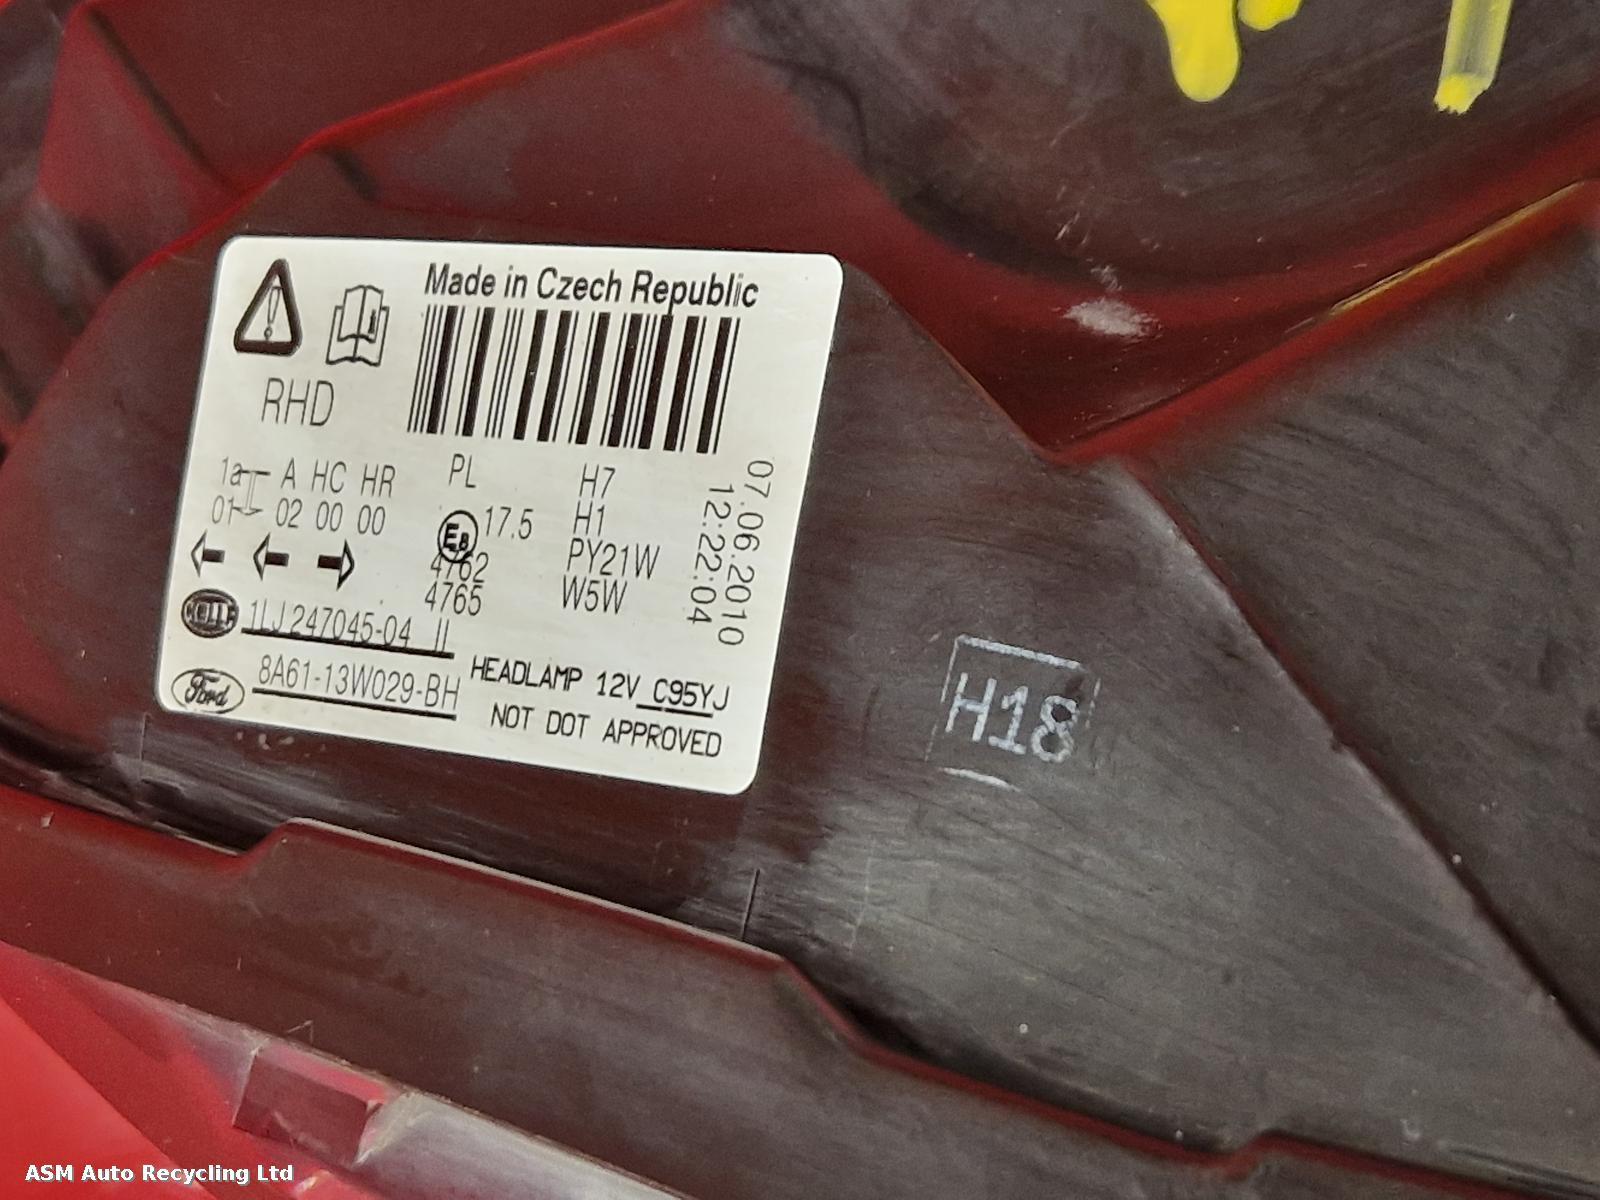 Made in Czech Republic
RHD
1a A HC HR PL H7
01 02 00 00 E8 17.5 H1
4762 PY21W
4765 W5W
07.06.2010
12:22:04
HELLA 1LJ 247045-04 IL
Ford 8A61-13W029-BH
HEADLAMP 12V C95YJ
NOT DOT APPROVED
H18
ASM Auto Recycling Ltd